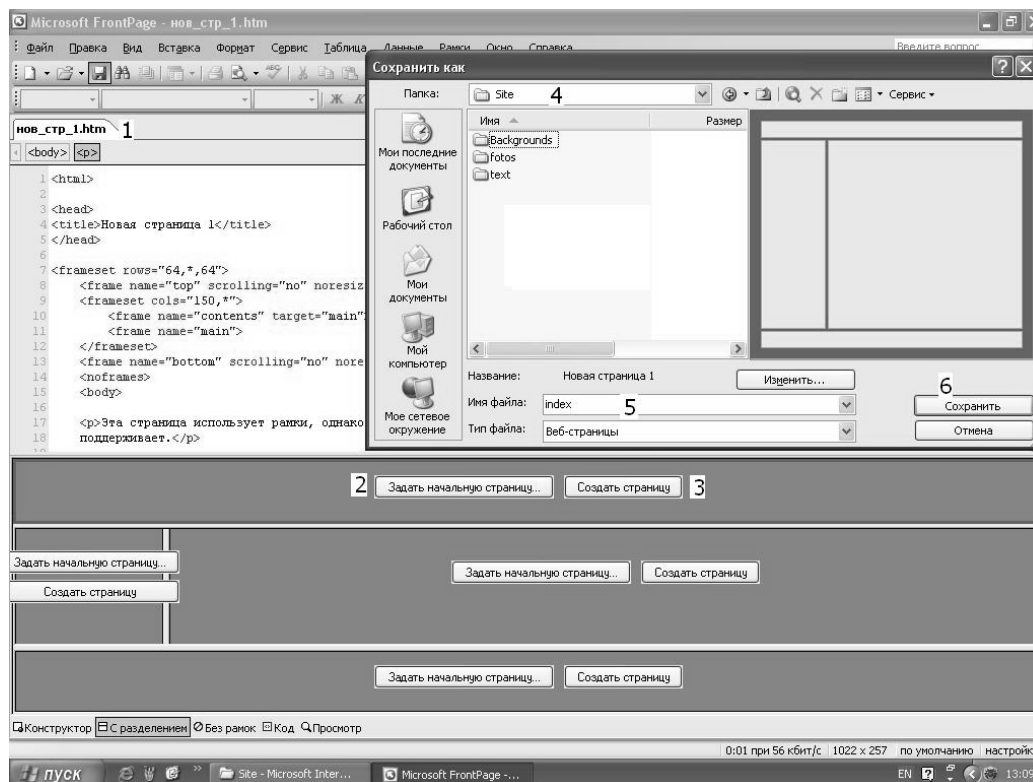 Microsoft FrontPage - нов_стр_1.htm
Файл Правка Вид Вставка Формат Сервис Таблица Данные Рамки Окно Справка
Введите вопрос
Ж К
нов_стр_1.htm 1
<body> <p>
1 <html>
2
3 <head>
4 <title>Новая страница 1</title>
5 </head>
6
7 <frameset rows="64,*,64">
8 <frame name="top" scrolling="no" noresiz
9 <frameset cols="150,*">
10 <frame name="contents" target="main"
11 <frame name="main">
12 </frameset>
13 <frame name="bottom" scrolling="no" nore
14 <noframes>
15 <body>
16
17 <p>Эта страница использует рамки, однако
18 поддерживает.</p>
Сохранить как
Папка: Site 4 Сервис
Имя Размер
Backgrounds
fotos
text
Мои последние документы
Рабочий стол
Мои документы
Мой компьютер
Мое сетевое окружение
Название: Новая страница 1 Изменить...
Имя файла: index 5
6
Сохранить
Тип файла: Веб-страницы Отмена
2 Задать начальную страницу... Создать страницу 3
Задать начальную страницу...
Создать страницу
Задать начальную страницу... Создать страницу
Задать начальную страницу... Создать страницу
Конструктор С разделением Без рамок Код Просмотр
0:01 при 56 кбит/с 1022 x 257 по умолчанию настройк
пуск Site - Microsoft Inter... Microsoft FrontPage -... EN 13:09